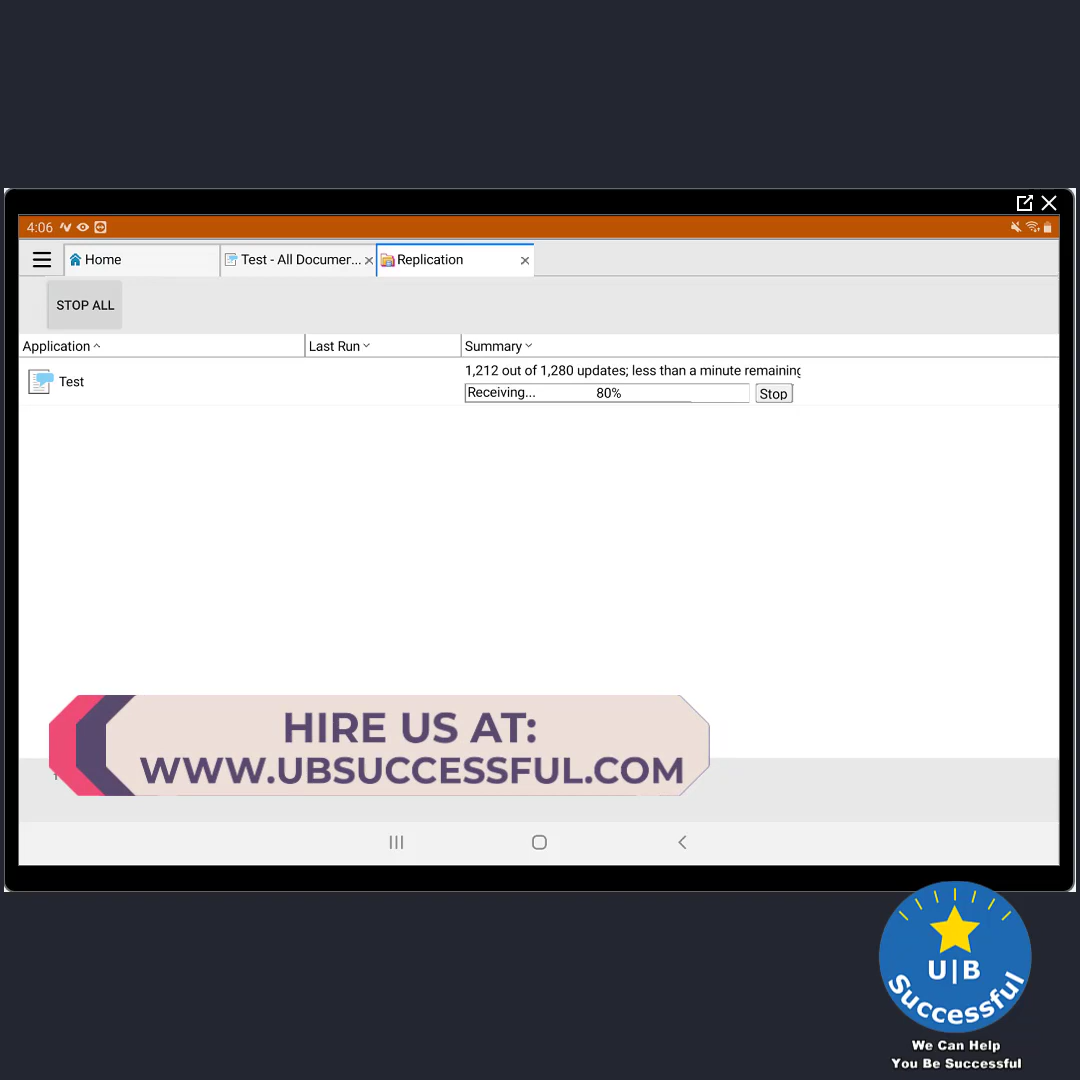 4:06
Home
Test - All Documer...
Replication
STOP ALL
Application
Last Run
Summary
1,212 out of 1,280 updates; less than a minute remaining
Test
Receiving...
80%
Stop
HIRE US AT:
WWW.UBSUCCESSFUL.COM
U|B
Successful
We Can Help
You Be Successful